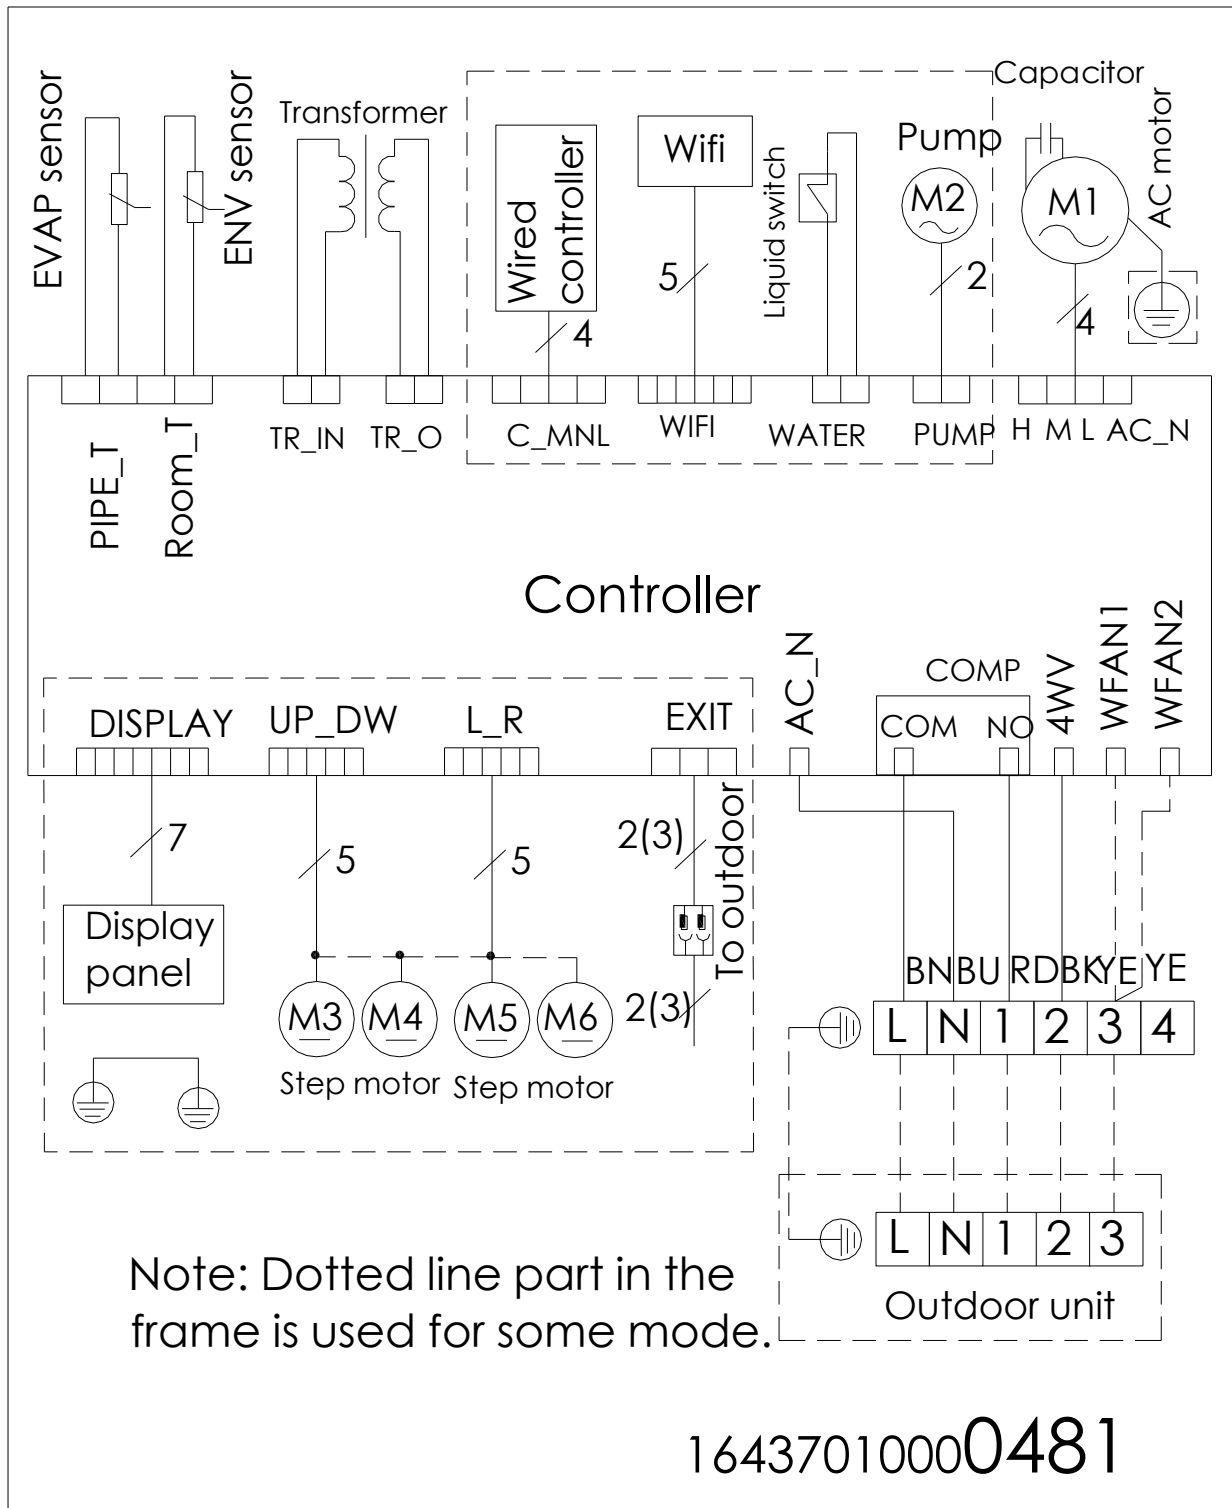 EVAP sensor
ENV sensor
Transformer
Wired
controller
4
Wifi
5
Liquid switch
Pump
M2
2
Capacitor
M1
AC motor
4
PIPE_T
Room_T
TR_IN
TR_O
C_MNL
WIFI
WATER
PUMP
H M L AC_N
Controller
DISPLAY
UP_DW
L_R
EXIT
AC_N
COMP
COM
NO
4WV
WFAN1
WFAN2
7
5
5
2(3)
To outdoor
Display
panel
M3
M4
M5
M6
2(3)
Step motor
Step motor
BN BU RD BK YE YE
L N 1 2 3 4
L N 1 2 3
Outdoor unit
Note: Dotted line part in the
frame is used for some mode.
16437010000481